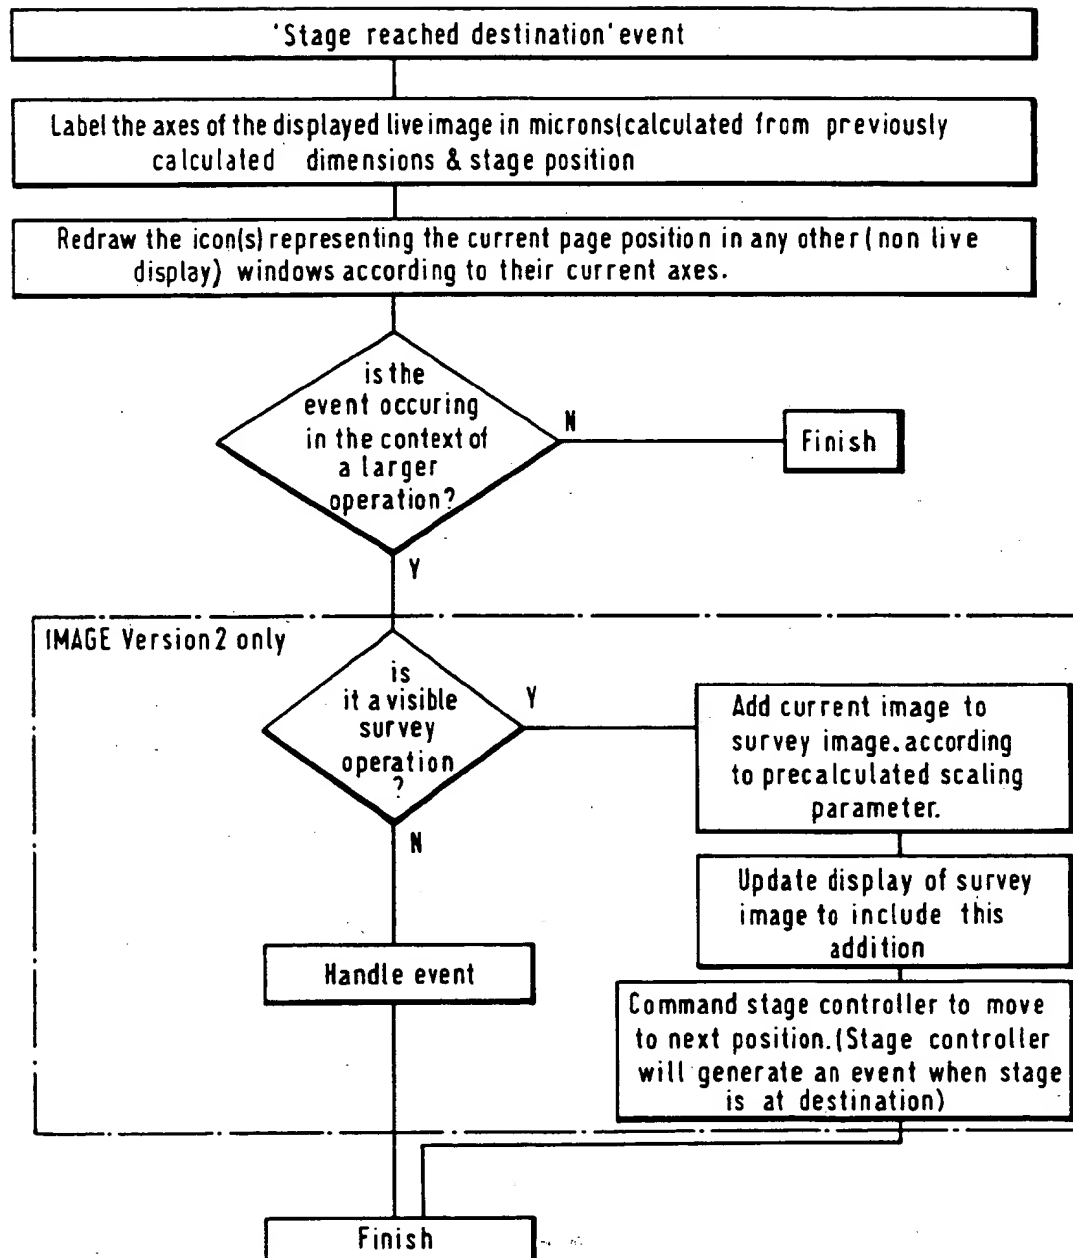 'Stage reached destination' event
Label the axes of the displayed live image in microns(calculated from previously
calculated dimensions & stage position
Redraw the icon(s) representing the current page position in any other (non live
display) windows according to their current axes.
is the
event occuring
in the context of
a larger
operation?
N
Finish
Y
IMAGE Version 2 only
is
it a visible
survey
operation
?
Y
Add current image to
survey image. according
to precalculated scaling
parameter.
N
Update display of survey
image to include this
addition
Handle event
Command stage controller to move
to next position. (Stage controller
will generate an event when stage
is at destination)
Finish